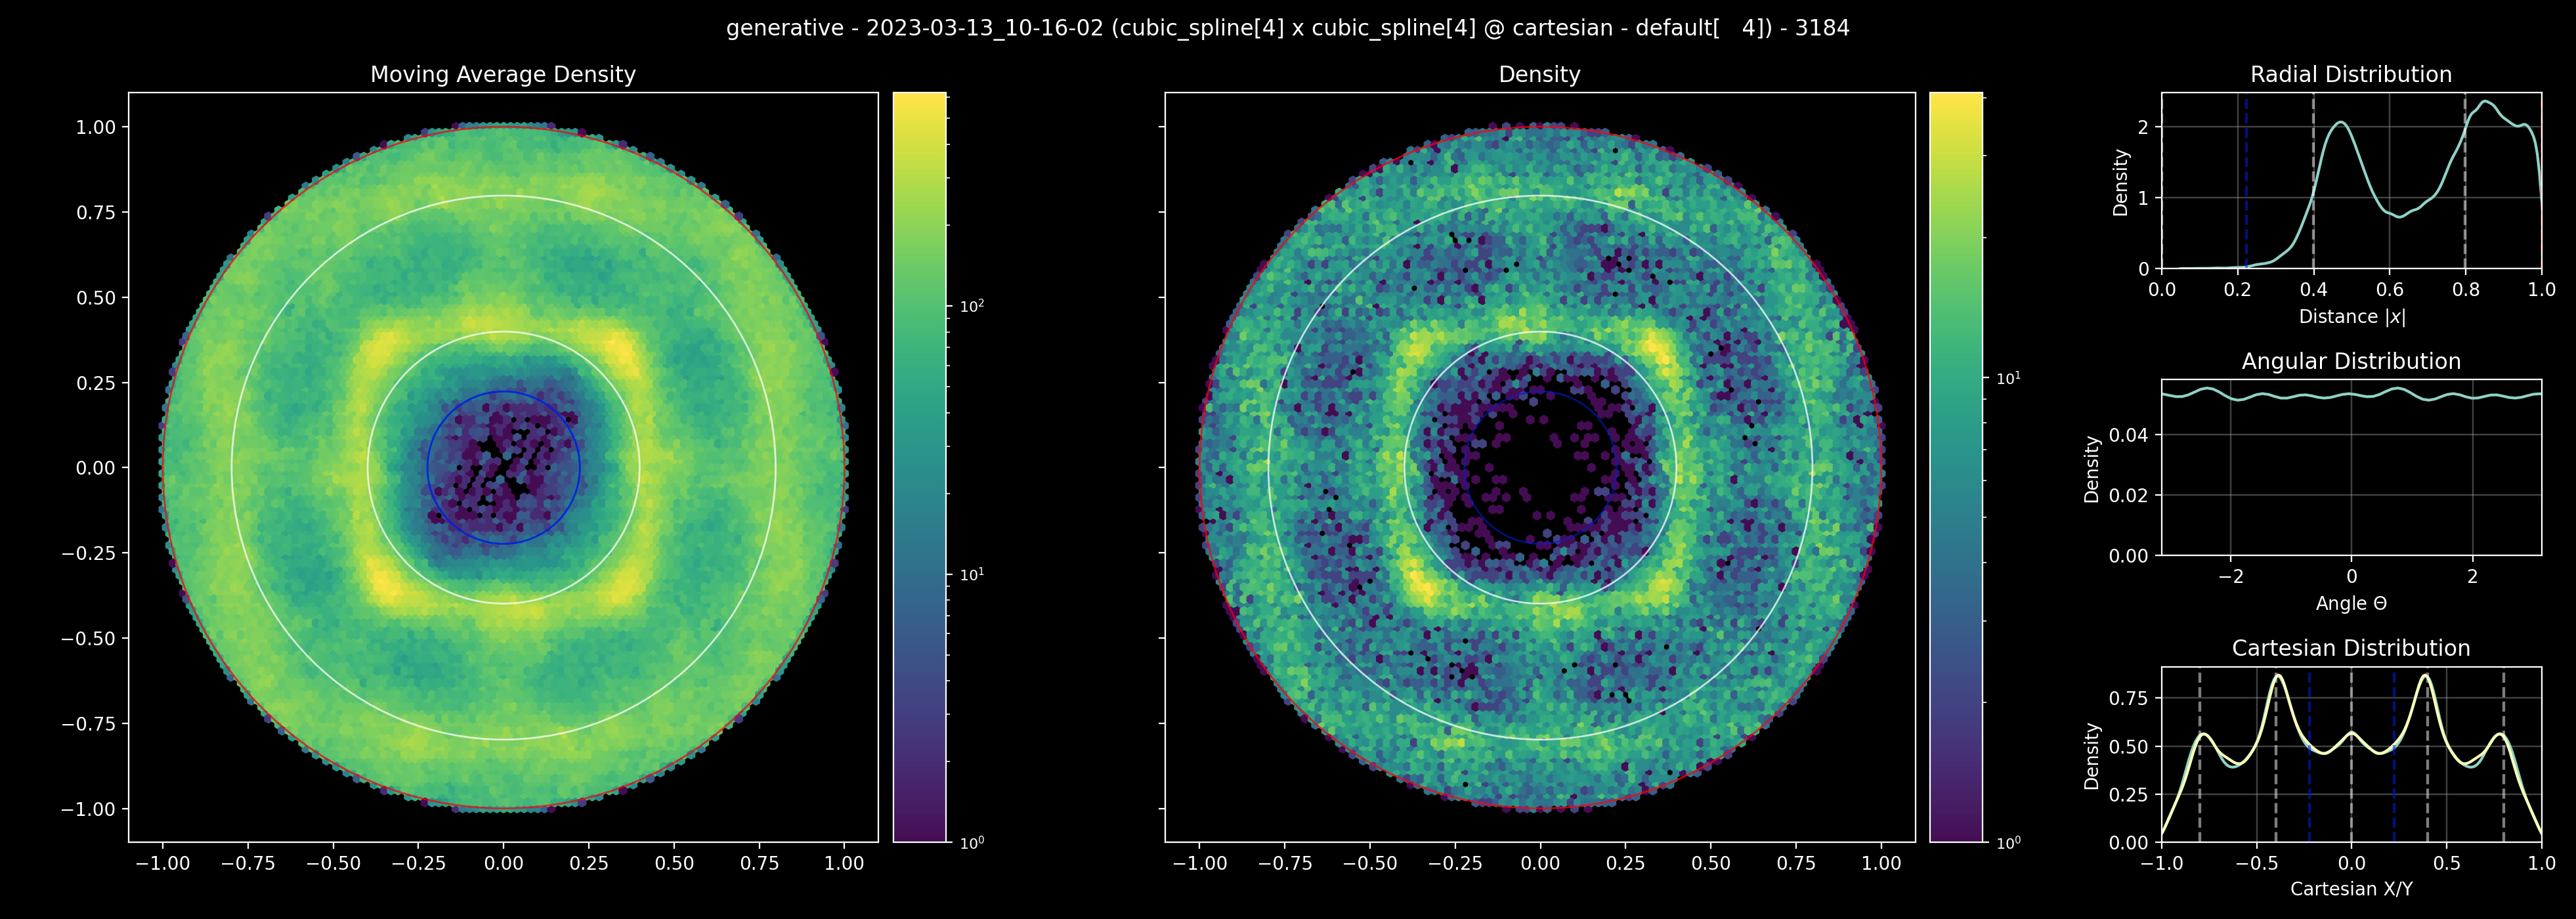 generative - 2023-03-13_10-16-02 (cubic_spline[4] x cubic_spline[4] @ cartesian - default[   4]) - 3184
Moving Average Density
1.00
0.75
0.50
0.25
0.00
−0.25
−0.50
−0.75
−1.00
−1.00 −0.75 −0.50 −0.25 0.00 0.25 0.50 0.75 1.00
10²
10¹
10⁰
Density
−1.00 −0.75 −0.50 −0.25 0.00 0.25 0.50 0.75 1.00
10¹
10⁰
Radial Distribution
Density
2
1
0
0.0 0.2 0.4 0.6 0.8 1.0
Distance |x|
Angular Distribution
Density
0.04
0.02
0.00
−2 0 2
Angle Θ
Cartesian Distribution
Density
0.75
0.50
0.25
0.00
−1.0 −0.5 0.0 0.5 1.0
Cartesian X/Y